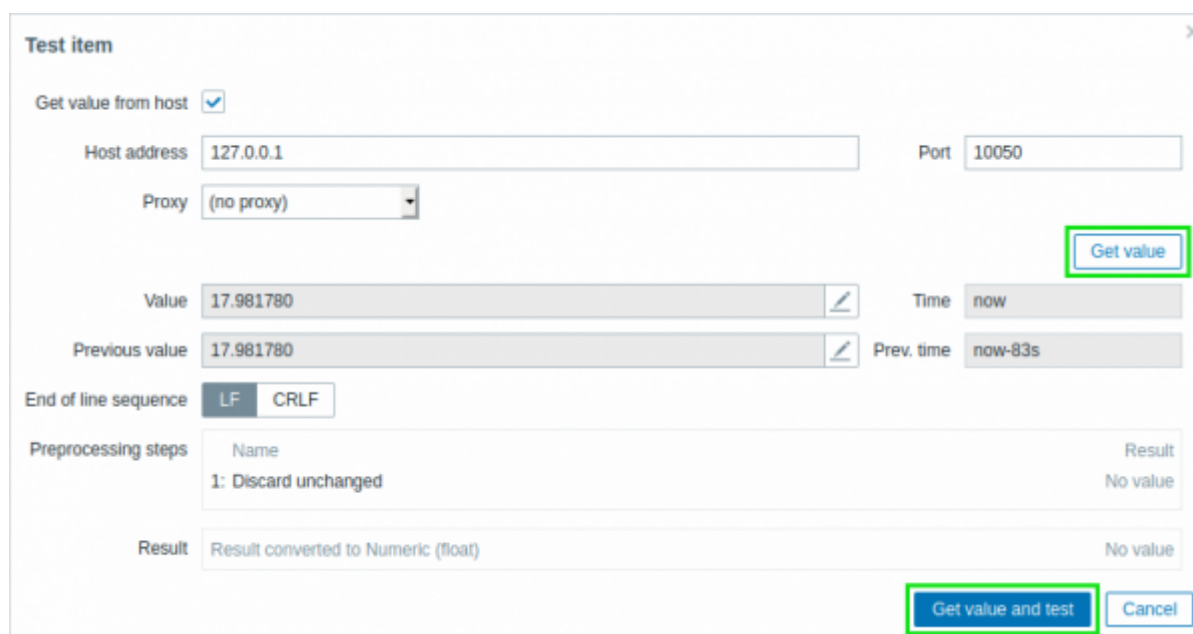 Test item
Get value from host
Host address 127.0.0.1 Port 10050
Proxy (no proxy)
Get value
Value 17.981780 Time now
Previous value 17.981780 Prev. time now-83s
End of line sequence LF CRLF
Preprocessing steps Name Result
1: Discard unchanged No value
Result Result converted to Numeric (float) No value
Get value and test Cancel